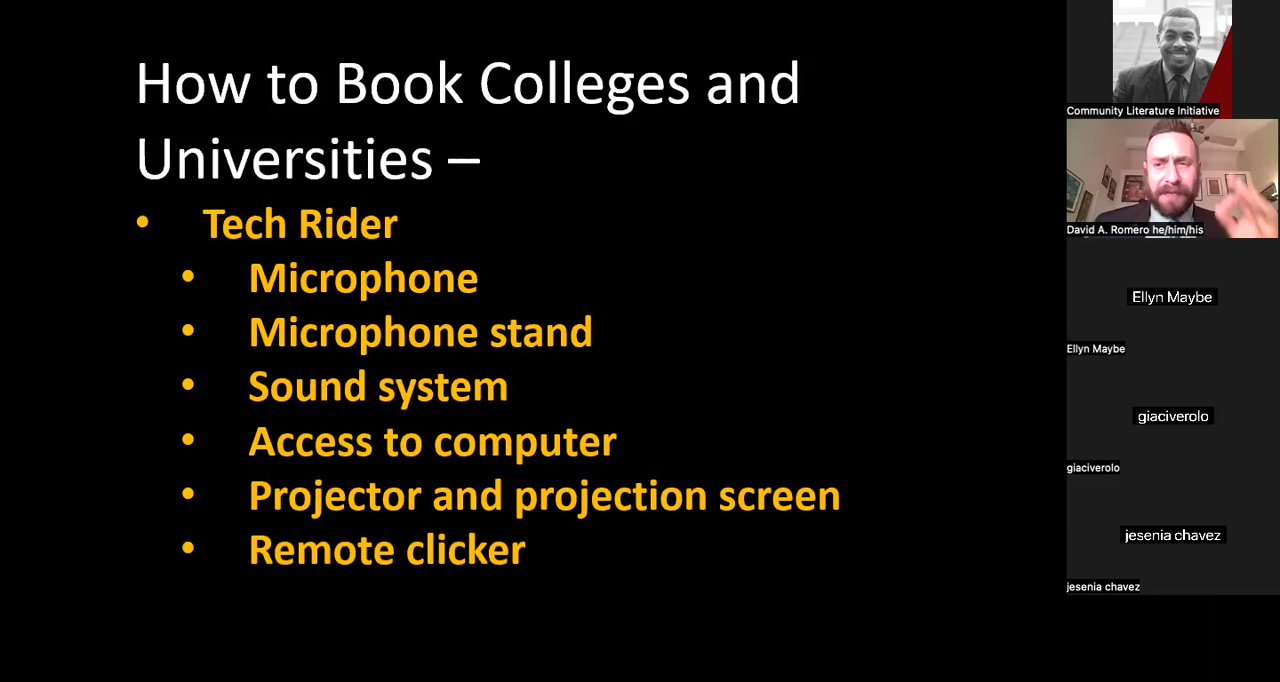 How to Book Colleges and
Universities –
• Tech Rider
• Microphone
• Microphone stand
• Sound system
• Access to computer
• Projector and projection screen
• Remote clicker
Community Literature Initiative
David A. Romero he/him/his
Ellyn Maybe
Ellyn Maybe
giaciverolo
giaciverolo
jesenia chavez
jesenia chavez